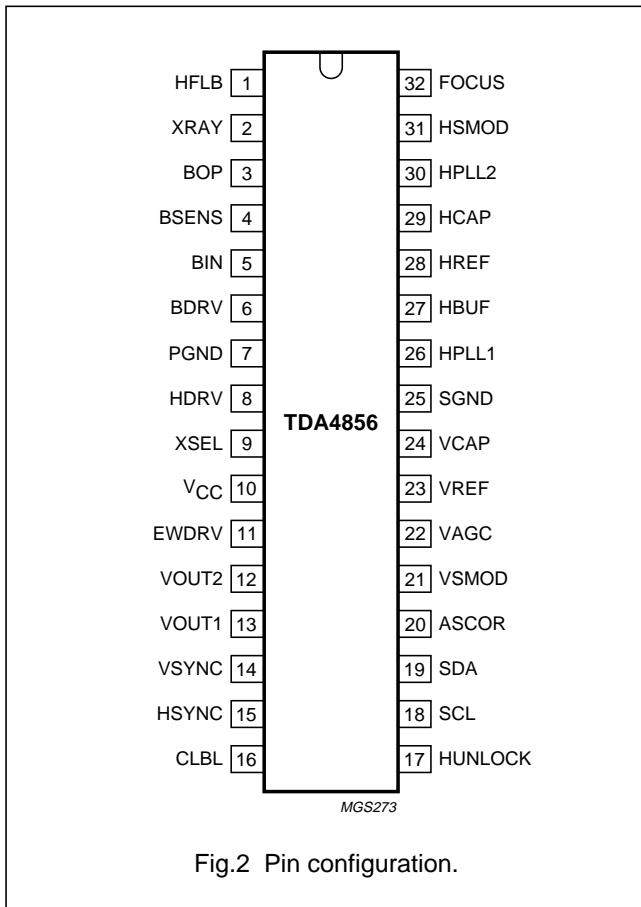 HFLB 1 32 FOCUS
XRAY 2 31 HSMOD
BOP 3 30 HPLL2
BSENS 4 29 HCAP
BIN 5 28 HREF
BDRV 6 27 HBUF
PGND 7 26 HPLL1
HDRV 8 25 SGND
TDA4856
XSEL 9 24 VCAP
VCC 10 23 VREF
EWDRV 11 22 VAGC
VOUT2 12 21 VSMOD
VOUT1 13 20 ASCOR
VSYNC 14 19 SDA
HSYNC 15 18 SCL
CLBL 16 17 HUNLOCK
MGS273
Fig.2 Pin configuration.